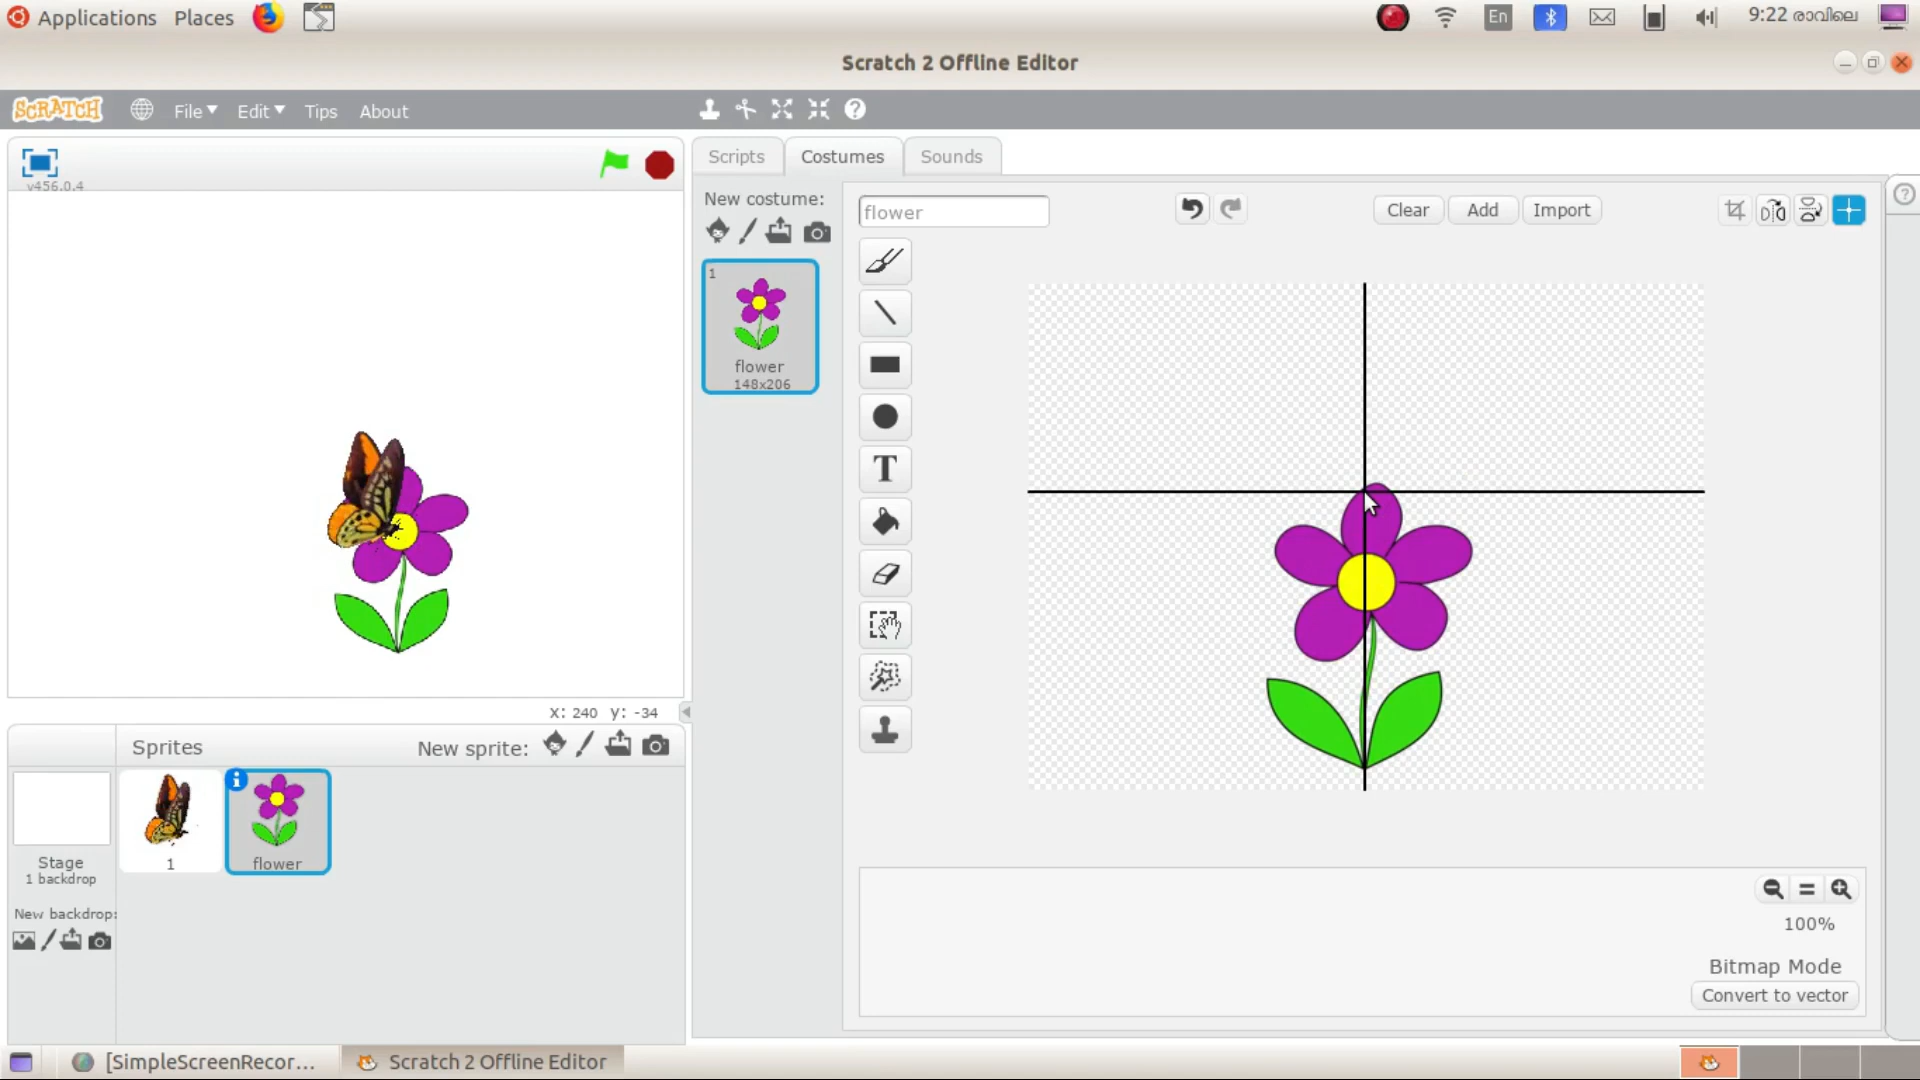 Applications Places
En
9:22 രാവിലെ
Scratch 2 Offline Editor
SCRATCH File Edit Tips About
v456.0.4
Scripts Costumes Sounds
New costume:
flower
Clear Add Import
1
flower
148x206
T
x: 240 y: -34
Sprites New sprite:
Stage
1 backdrop
1
flower
New backdrop:
100%
Bitmap Mode
Convert to vector
[SimpleScreenRecor...
Scratch 2 Offline Editor